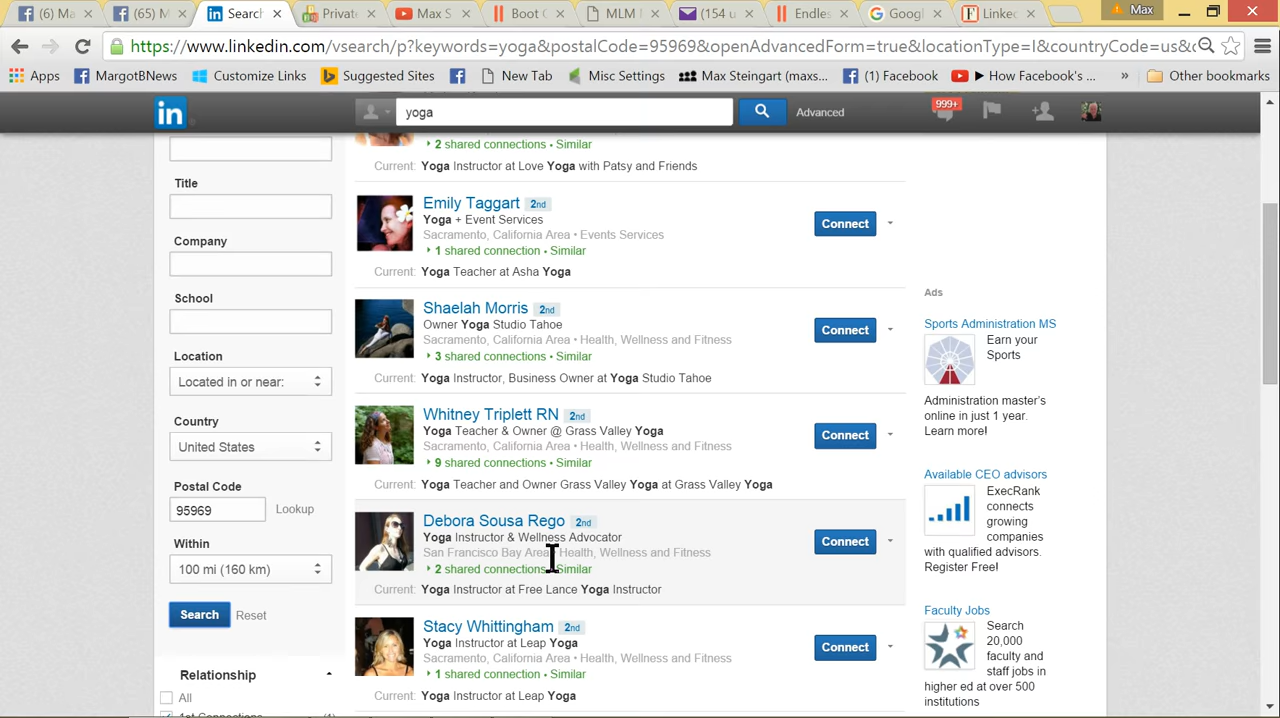 (6) Ma
(65) M
Search
Private
Max S
Boot C
MLM M
(154 u
Endles
Googl
Linke
Max
https://www.linkedin.com/vsearch/p?keywords=yoga&postalCode=95969&openAdvancedForm=true&locationType=I&countryCode=us&c
Apps
MargotBNews
Customize Links
Suggested Sites
New Tab
Misc Settings
Max Steingart (maxs...
(1) Facebook
How Facebook's ...
»
Other bookmarks
in
yoga
Advanced
999+
2 shared connections • Similar
Current: Yoga Instructor at Love Yoga with Patsy and Friends
Title
Company
School
Location
Located in or near:
Country
United States
Postal Code
95969
Lookup
Within
100 mi (160 km)
Search
Reset
Relationship
All
1st Connections (4)
Emily Taggart 2nd
Yoga + Event Services
Sacramento, California Area • Events Services
1 shared connection • Similar
Current: Yoga Teacher at Asha Yoga
Connect
Shaelah Morris 2nd
Owner Yoga Studio Tahoe
Sacramento, California Area • Health, Wellness and Fitness
3 shared connections • Similar
Current: Yoga Instructor, Business Owner at Yoga Studio Tahoe
Connect
Whitney Triplett RN 2nd
Yoga Teacher & Owner @ Grass Valley Yoga
Sacramento, California Area • Health, Wellness and Fitness
9 shared connections • Similar
Current: Yoga Teacher and Owner Grass Valley Yoga at Grass Valley Yoga
Connect
Debora Sousa Rego 2nd
Yoga Instructor & Wellness Advocator
San Francisco Bay Area • Health, Wellness and Fitness
2 shared connections • Similar
Current: Yoga Instructor at Free Lance Yoga Instructor
Connect
Stacy Whittingham 2nd
Yoga Instructor at Leap Yoga
Sacramento, California Area • Health, Wellness and Fitness
1 shared connection • Similar
Current: Yoga Instructor at Leap Yoga
Connect
Ads
Sports Administration MS
Earn your
Sports
Administration master's
online in just 1 year.
Learn more!
Available CEO advisors
ExecRank
connects
growing
companies
with qualified advisors.
Register Free!
Faculty Jobs
Search
20,000
faculty and
staff jobs in
higher ed at over 500
institutions